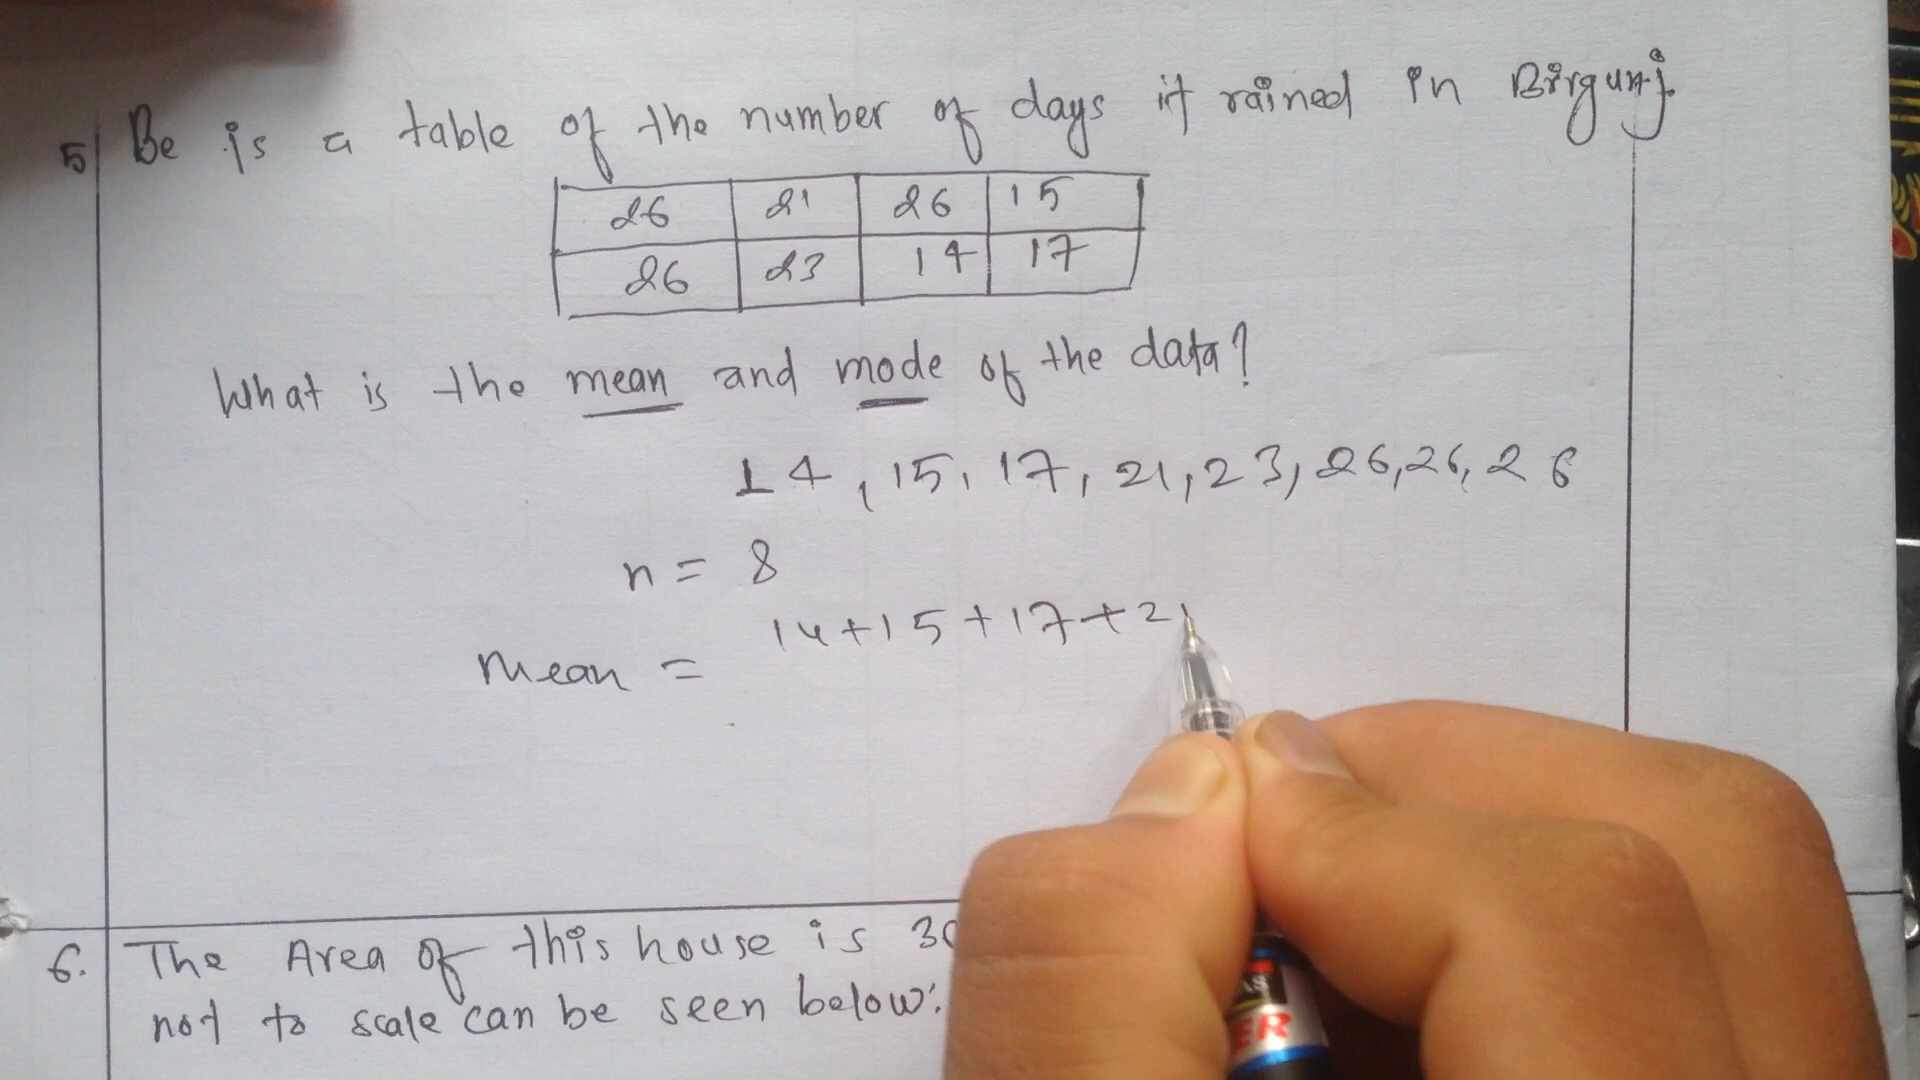 5 Be is a table of the number of days it rained in Birgunj.
26 21 26 15
26 23 14 17
What is the mean and mode of the data?
14, 15, 17, 21, 23, 26, 26, 26
n = 8
14+15+17+21
Mean =
6. The Area of this house is
not to scale can be seen below:
ER